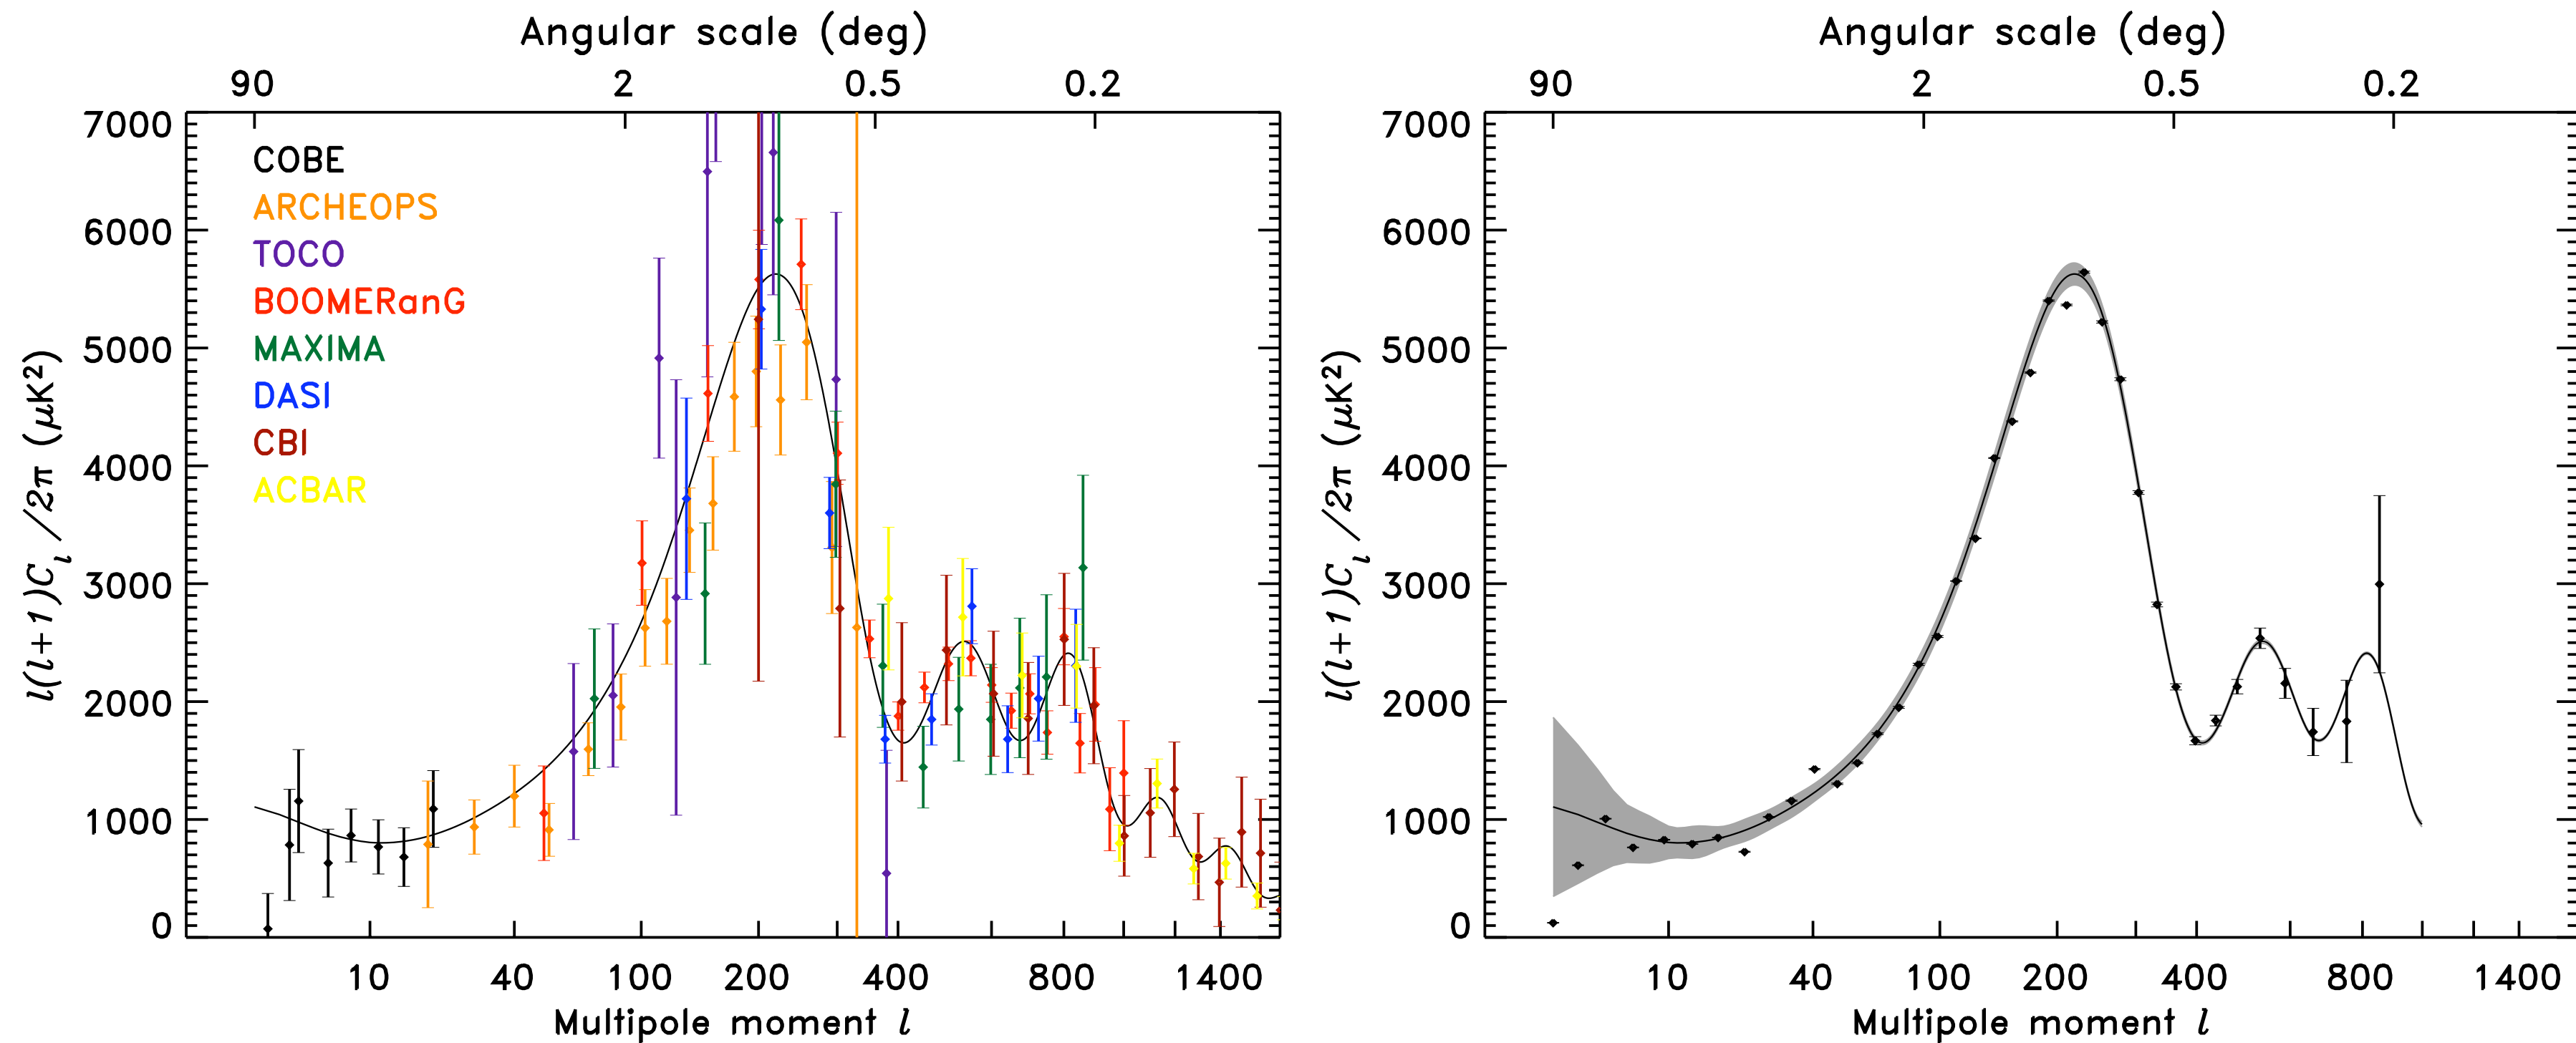 Angular scale (deg)
90 2 0.5 0.2
7000
6000
5000
4000
3000
2000
1000
0
l(l+1)C_l/2π (μK²)
COBE
ARCHEOPS
TOCO
BOOMERanG
MAXIMA
DASI
CBI
ACBAR
10 40 100 200 400 800 1400
Multipole moment l
Angular scale (deg)
90 2 0.5 0.2
7000
6000
5000
4000
3000
2000
1000
0
l(l+1)C_l/2π (μK²)
10 40 100 200 400 800 1400
Multipole moment l